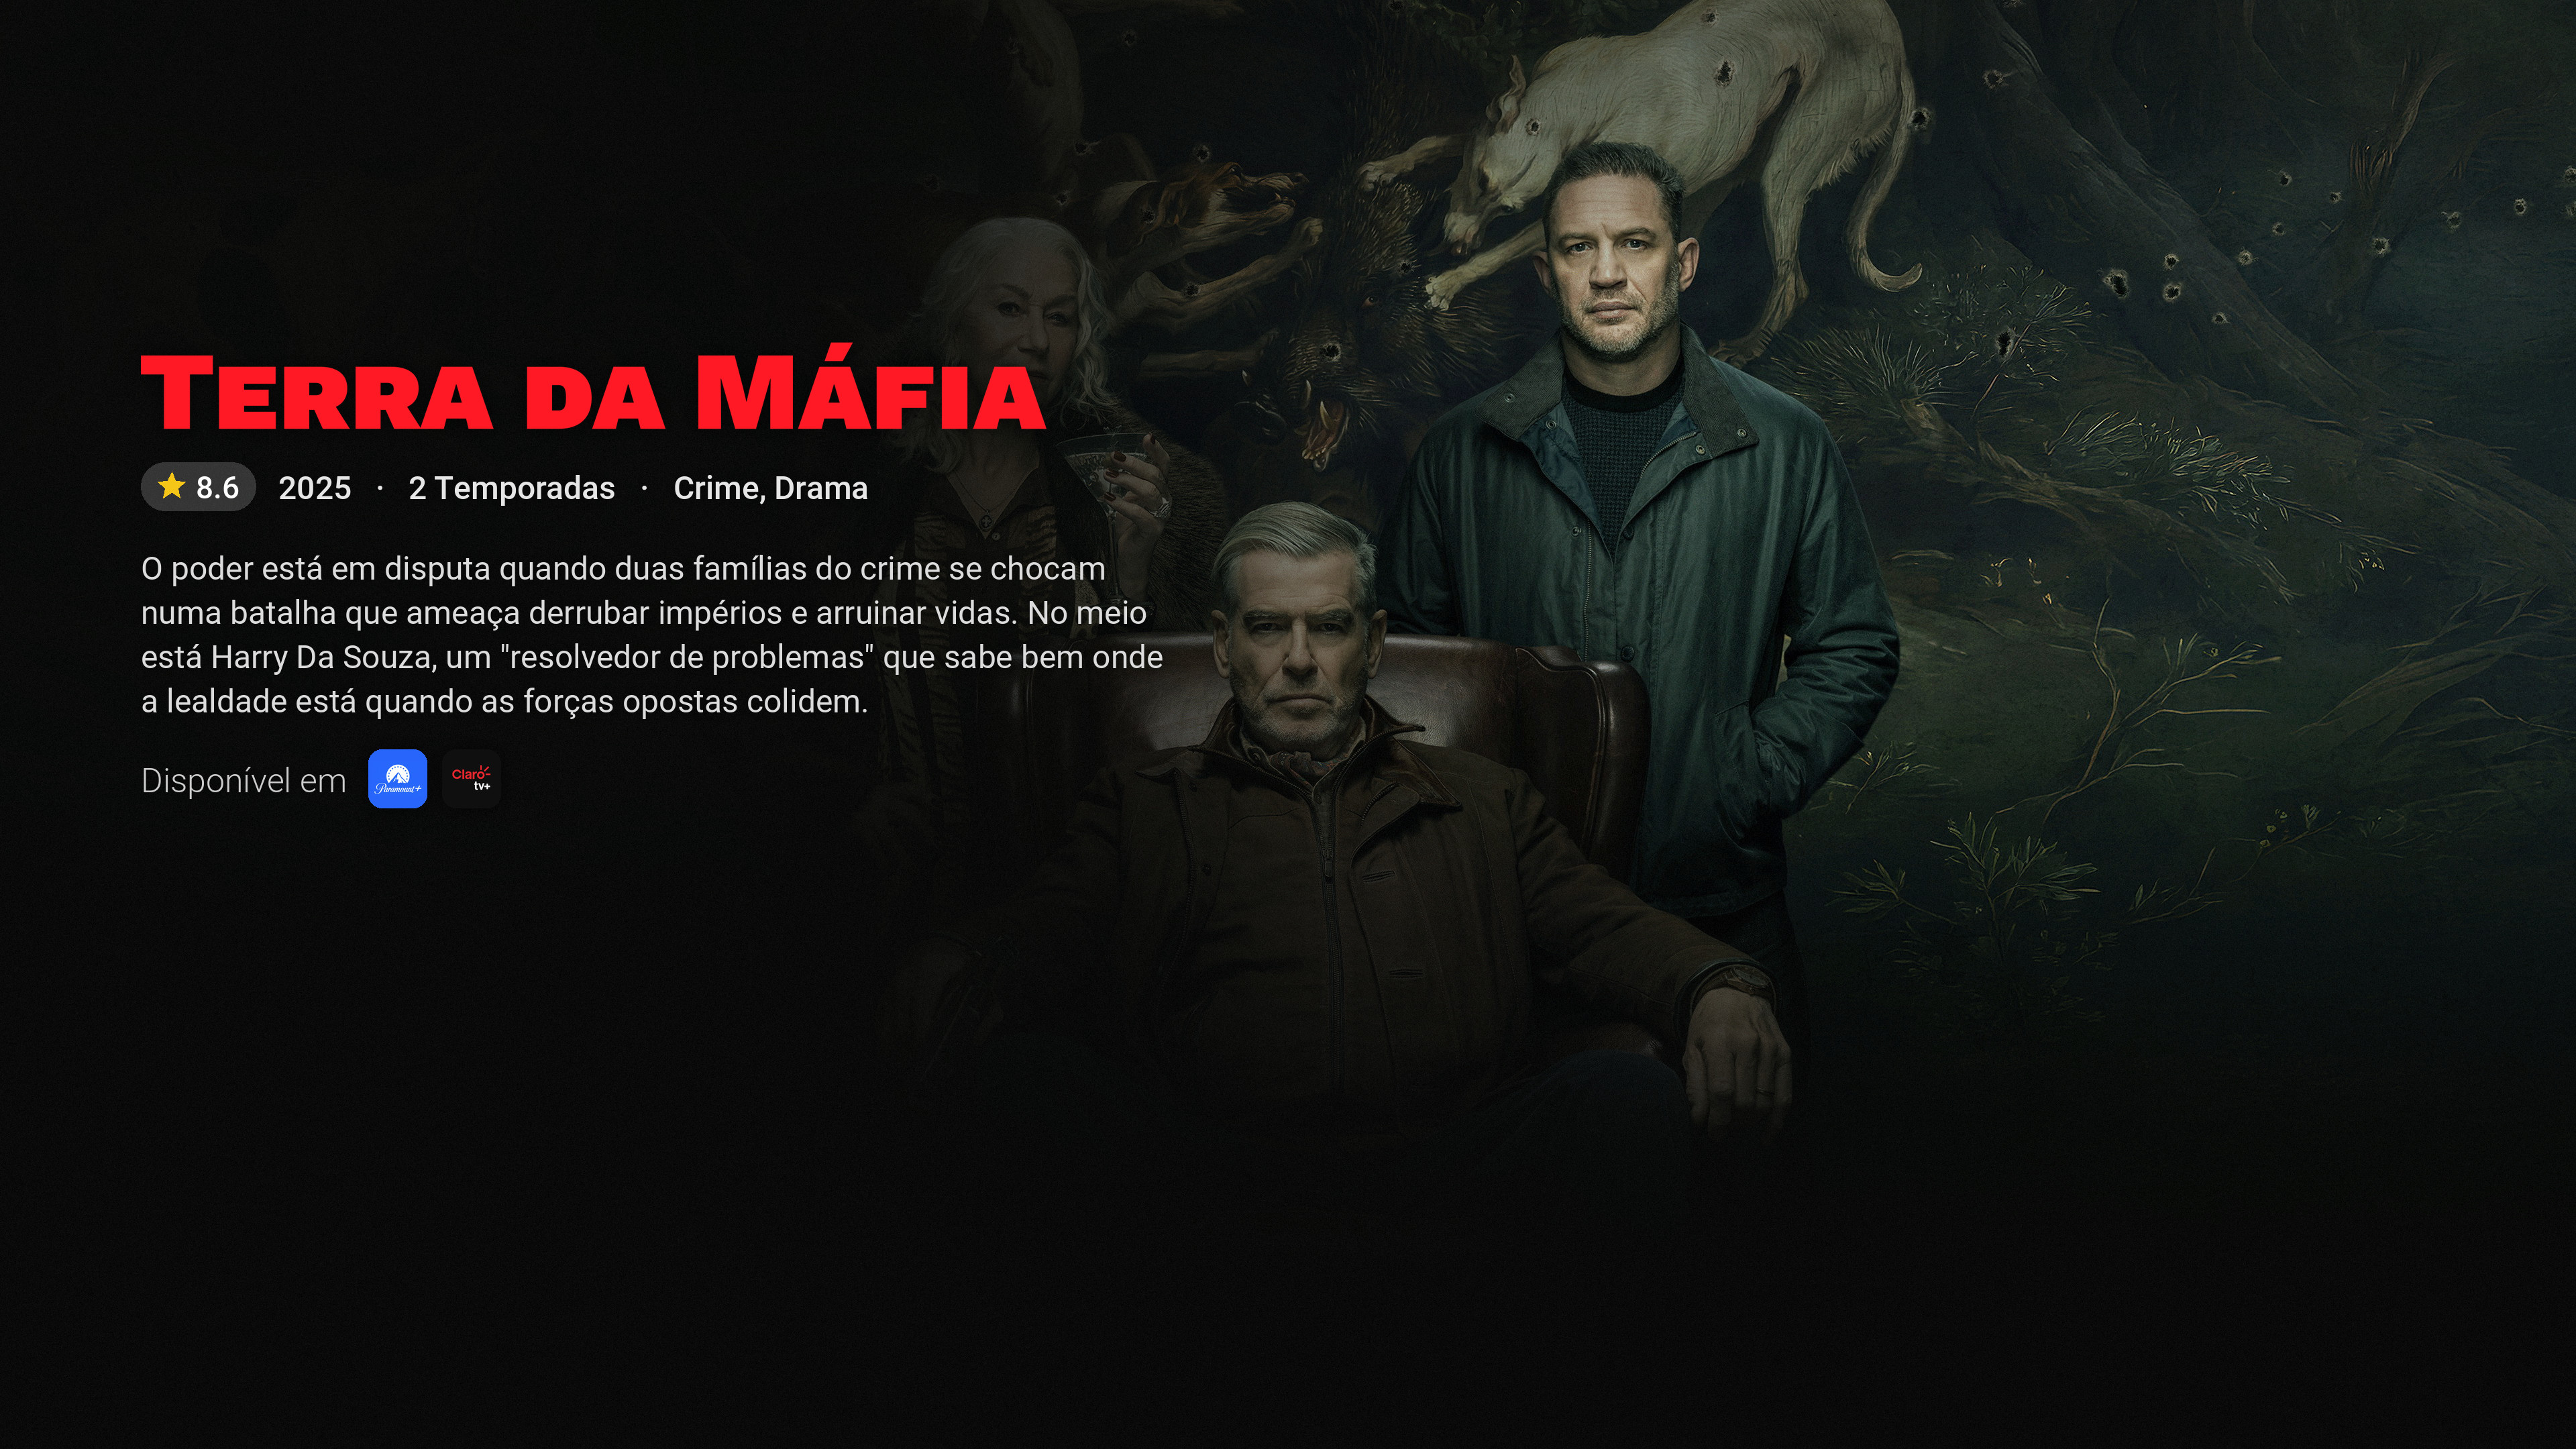 TERRA DA MÁFIA
8.6 2025 · 2 Temporadas · Crime, Drama
O poder está em disputa quando duas famílias do crime se chocam
numa batalha que ameaça derrubar impérios e arruinar vidas. No meio
está Harry Da Souza, um "resolvedor de problemas" que sabe bem onde
a lealdade está quando as forças opostas colidem.
Disponível em Paramount+ Claro tv+